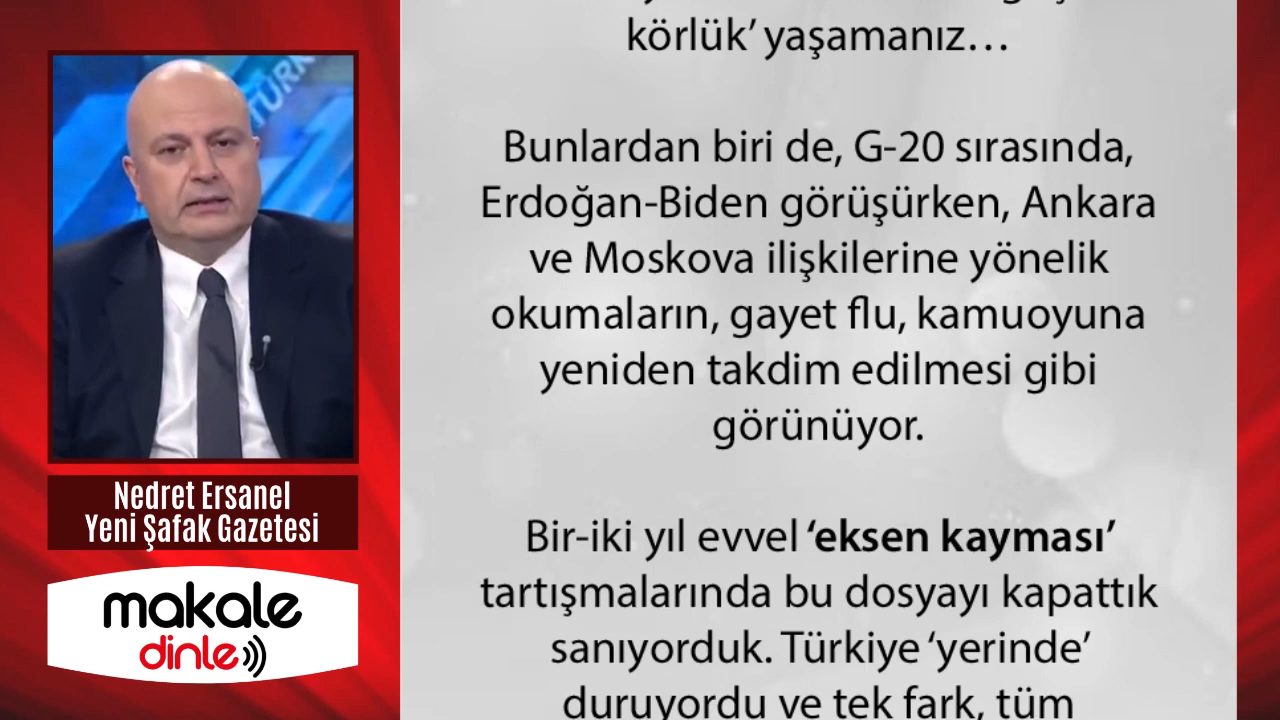 TÜRK
Nedret Ersanel
Yeni Şafak Gazetesi
makale
dinle
körlük’ yaşamanız…
Bunlardan biri de, G-20 sırasında,
Erdoğan-Biden görüşürken, Ankara
ve Moskova ilişkilerine yönelik
okumaların, gayet flu, kamuoyuna
yeniden takdim edilmesi gibi
görünüyor.
Bir-iki yıl evvel ‘eksen kayması’
tartışmalarında bu dosyayı kapattık
sanıyorduk. Türkiye ‘yerinde’
duruyordu ve tek fark, tüm